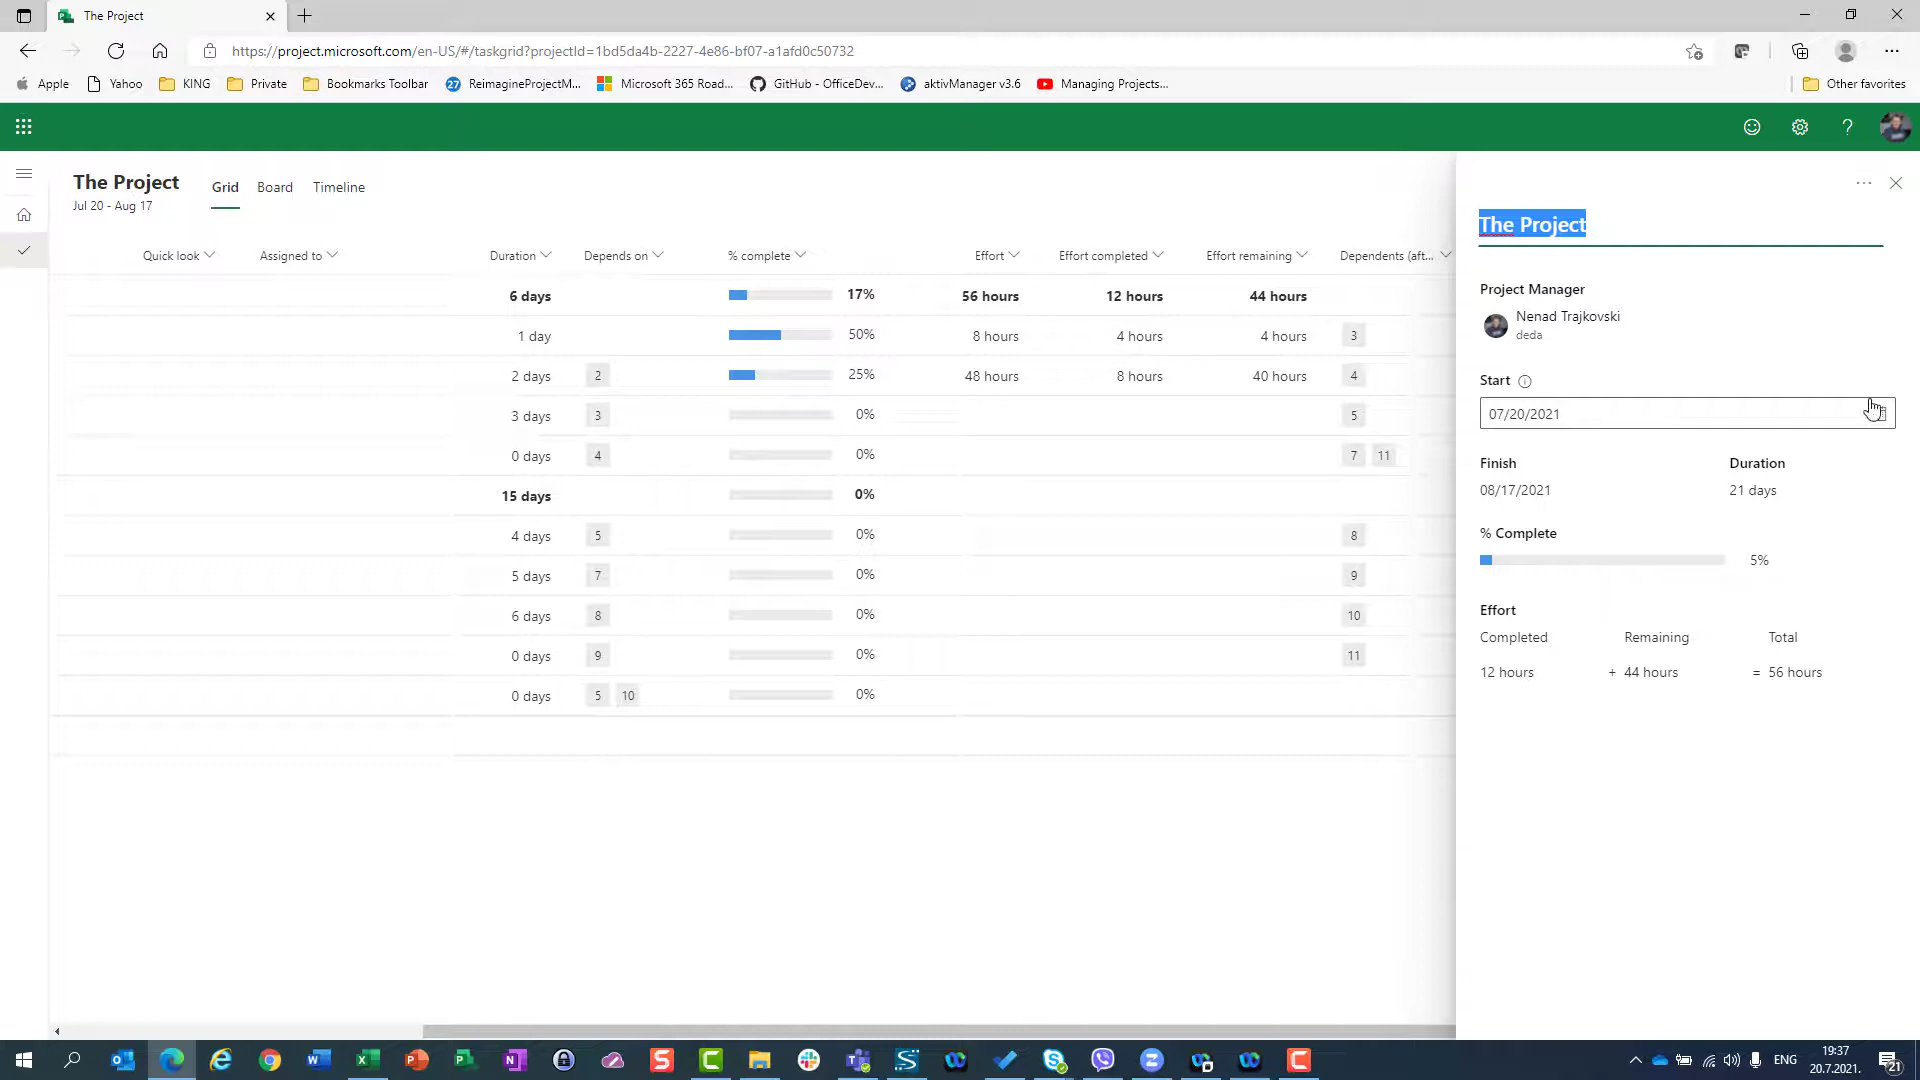 The Project
https://project.microsoft.com/en-US/#/taskgrid?projectId=1bd5da4b-2227-4e86-bf07-a1afd0c50732
Apple Yahoo KING Private Bookmarks Toolbar 27 ReimagineProjectM... Microsoft 365 Road... GitHub - OfficeDev... aktivManager v3.6 Managing Projects... Other favorites
The Project Grid Board Timeline
Jul 20 - Aug 17
Quick look Assigned to Duration Depends on % complete Effort Effort completed Effort remaining Dependents (aft...
6 days 17% 56 hours 12 hours 44 hours
1 day 50% 8 hours 4 hours 4 hours 3
2 days 2 25% 48 hours 8 hours 40 hours 4
3 days 3 0% 5
0 days 4 0% 7 11
15 days 0%
4 days 5 0% 8
5 days 7 0% 9
6 days 8 0% 10
0 days 9 0% 11
0 days 5 10 0%
The Project
Project Manager
Nenad Trajkovski
deda
Start
07/20/2021
Finish Duration
08/17/2021 21 days
% Complete
5%
Effort
Completed Remaining Total
12 hours + 44 hours = 56 hours
ENG
19:37
20.7.2021.
21